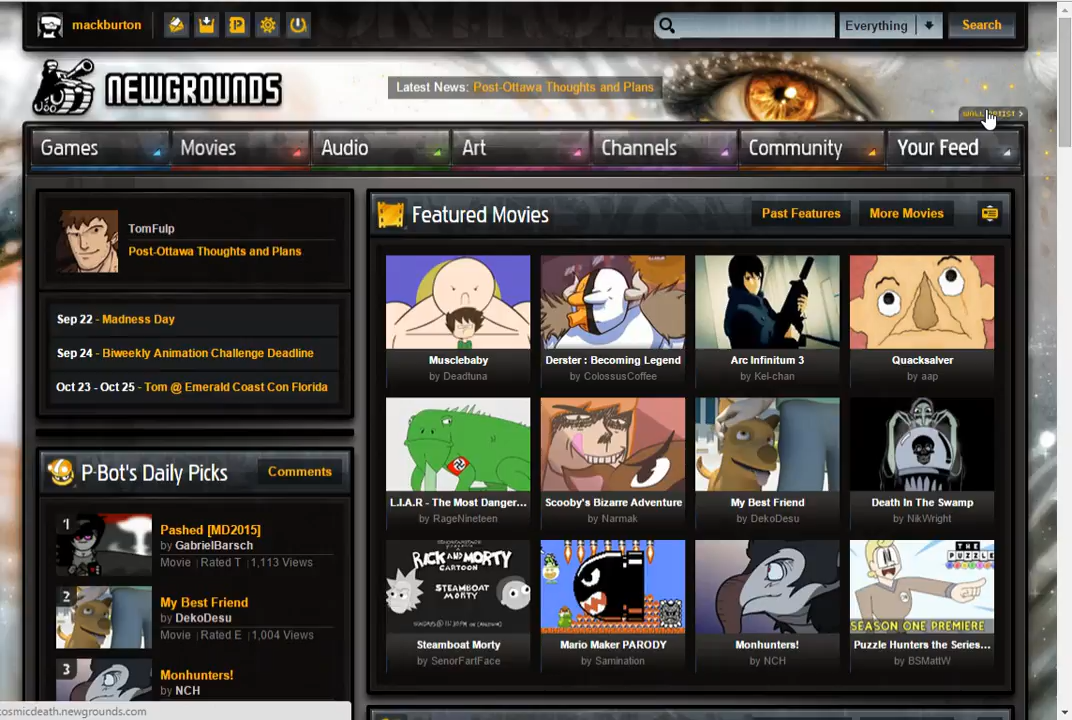 mackburton
Everything
Search
NEWGROUNDS
Latest News: Post-Ottawa Thoughts and Plans
Games
Movies
Audio
Art
Channels
Community
Your Feed
TomFulp
Post-Ottawa Thoughts and Plans
Sep 22 - Madness Day
Sep 24 - Biweekly Animation Challenge Deadline
Oct 23 - Oct 25 - Tom @ Emerald Coast Con Florida
P-Bot's Daily Picks
Comments
#1
Pashed [MD2015]
by GabrielBarsch
Movie | Rated T | 1,113 Views
2
My Best Friend
by DekoDesu
Movie | Rated E | 1,004 Views
3
Monhunters!
by NCH
Featured Movies
Past Features
More Movies
Musclebaby
by Deadtuna
Derster : Becoming Legend
by ColossusCoffee
Arc Infinitum 3
by Kel-chan
Quacksalver
by aap
L.I.A.R - The Most Danger...
by RageNineteen
Scooby's Bizarre Adventure
by Narmak
My Best Friend
by DekoDesu
Death In The Swamp
by NikWright
RICK AND MORTY
CARTOON
STEAMBOAT
MORTY
Steamboat Morty
by SenorFartFace
Mario Maker PARODY
by Samination
Monhunters!
by NCH
THE
PUZZLE
SEASON ONE PREMIERE
Puzzle Hunters the Series...
by BSMattW
cosmicdeath.newgrounds.com